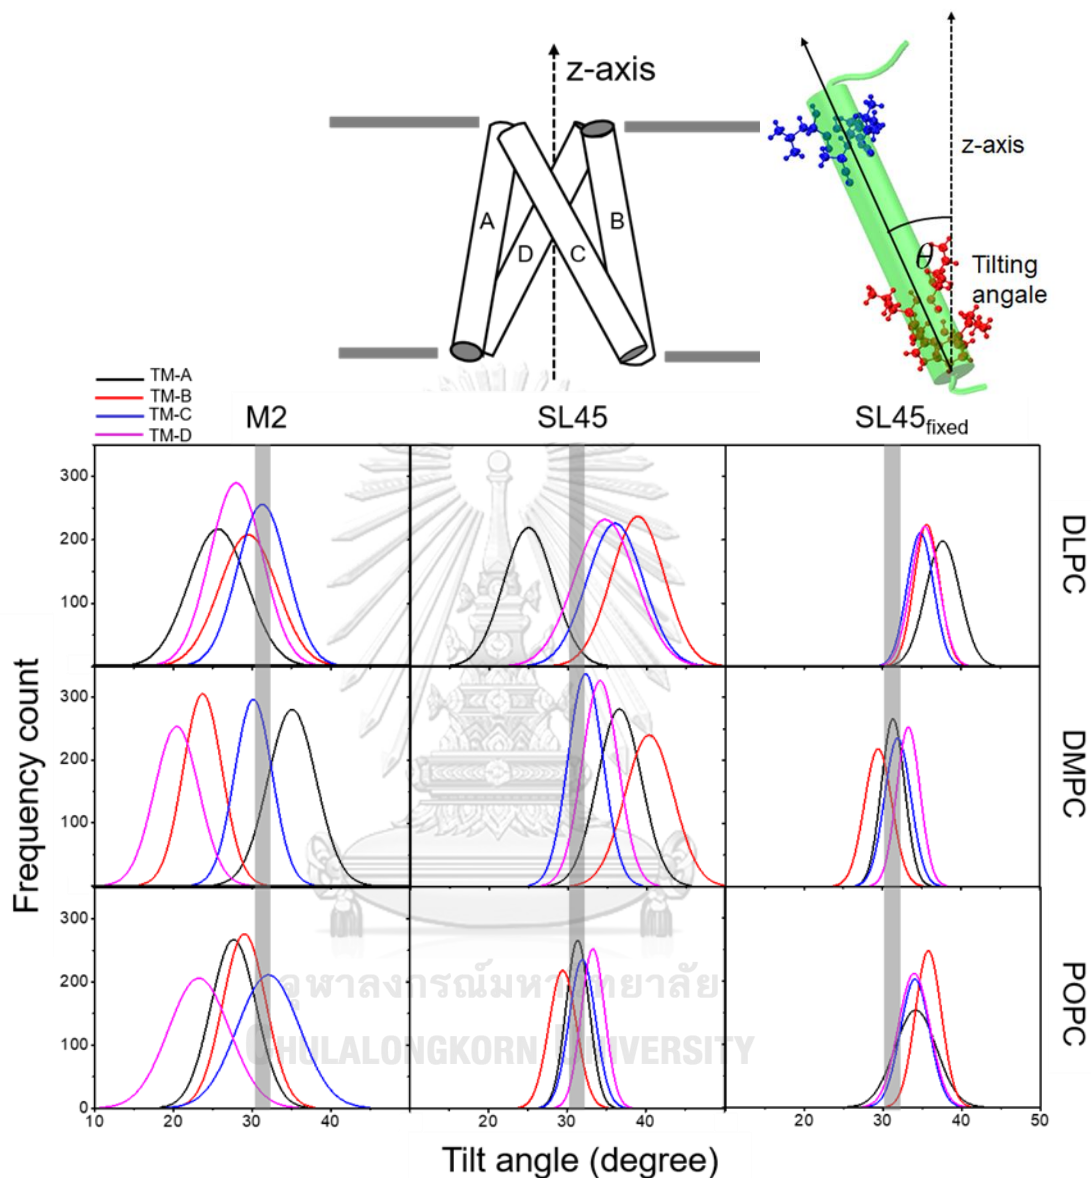 z-axis
A
B
D
C
z-axis
θ
Tilting
angale
TM-A
TM-B
TM-C
TM-D
M2
SL45
SL45fixed
300
200
100
DLPC
300
200
100
DMPC
Frequency count
300
200
100
0
POPC
จุฬาลงกรณ์มหาวิทยาลัย
CHULALONGKORN UNIVERSITY
10 20 30 40 20 30 40 20 30 40 50
Tilt angle (degree)